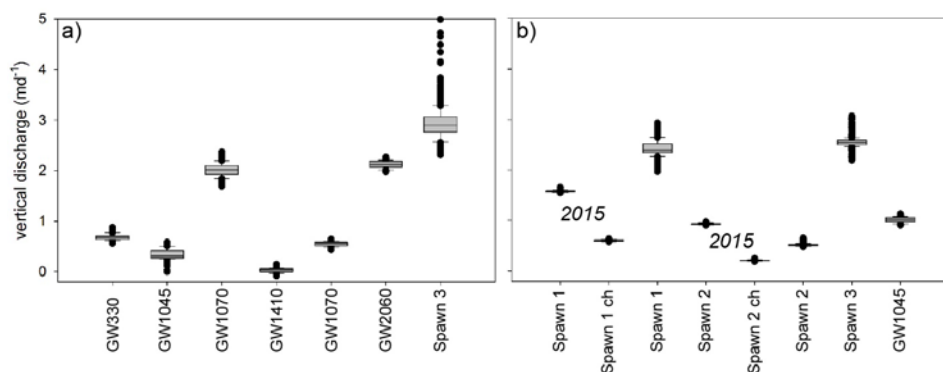 a)
b)
vertical discharge (md⁻¹)
5
4
3
2
1
0
GW330
GW1045
GW1070
GW1410
GW1070
GW2060
Spawn 3
2015
2015
Spawn 1
Spawn 1 ch
Spawn 1
Spawn 2
Spawn 2 ch
Spawn 2
Spawn 3
GW1045